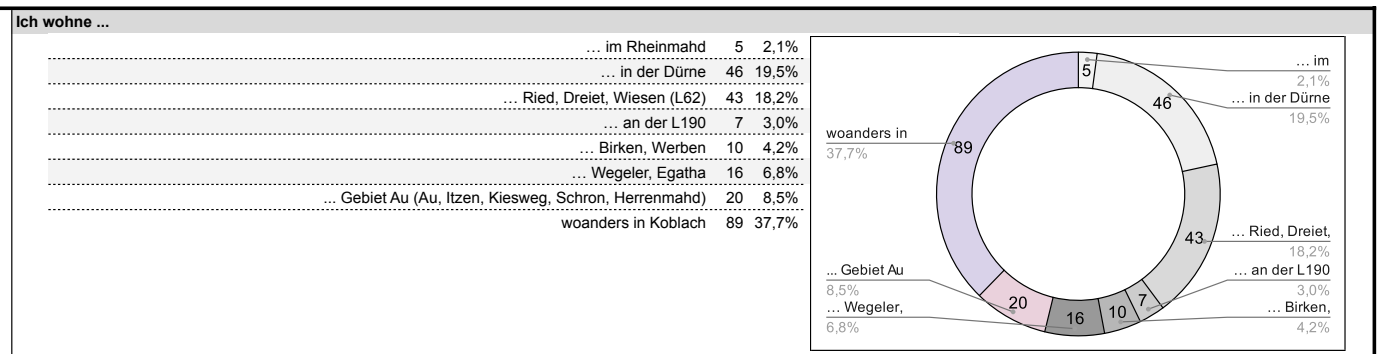 Ich wohne ...
… im Rheinmahd 5 2,1%
… in der Dürne 46 19,5%
… Ried, Dreiet, Wiesen (L62) 43 18,2%
… an der L190 7 3,0%
… Birken, Werben 10 4,2%
… Wegeler, Egatha 16 6,8%
... Gebiet Au (Au, Itzen, Kiesweg, Schron, Herrenmahd) 20 8,5%
woanders in Koblach 89 37,7%
… im
2,1%
… in der Dürne
19,5%
… Ried, Dreiet,
18,2%
… an der L190
3,0%
… Birken,
4,2%
woanders in
37,7%
... Gebiet Au
8,5%
… Wegeler,
6,8%
5
46
43
7
10
16
20
89